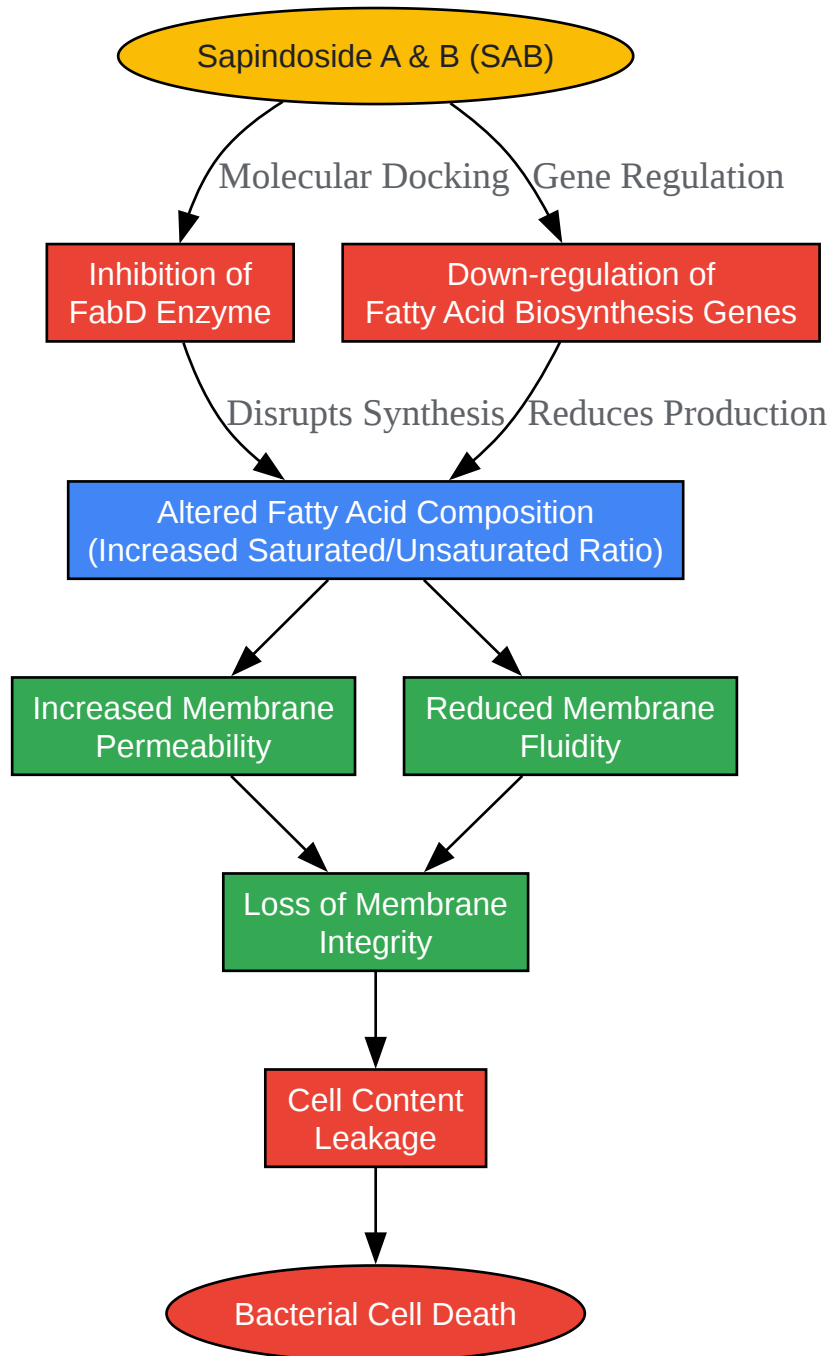 Sapindoside A & B (SAB)
Molecular Docking
Gene Regulation
Inhibition of
FabD Enzyme
Down-regulation of
Fatty Acid Biosynthesis Genes
Disrupts Synthesis
Reduces Production
Altered Fatty Acid Composition
(Increased Saturated/Unsaturated Ratio)
Increased Membrane
Permeability
Reduced Membrane
Fluidity
Loss of Membrane
Integrity
Cell Content
Leakage
Bacterial Cell Death